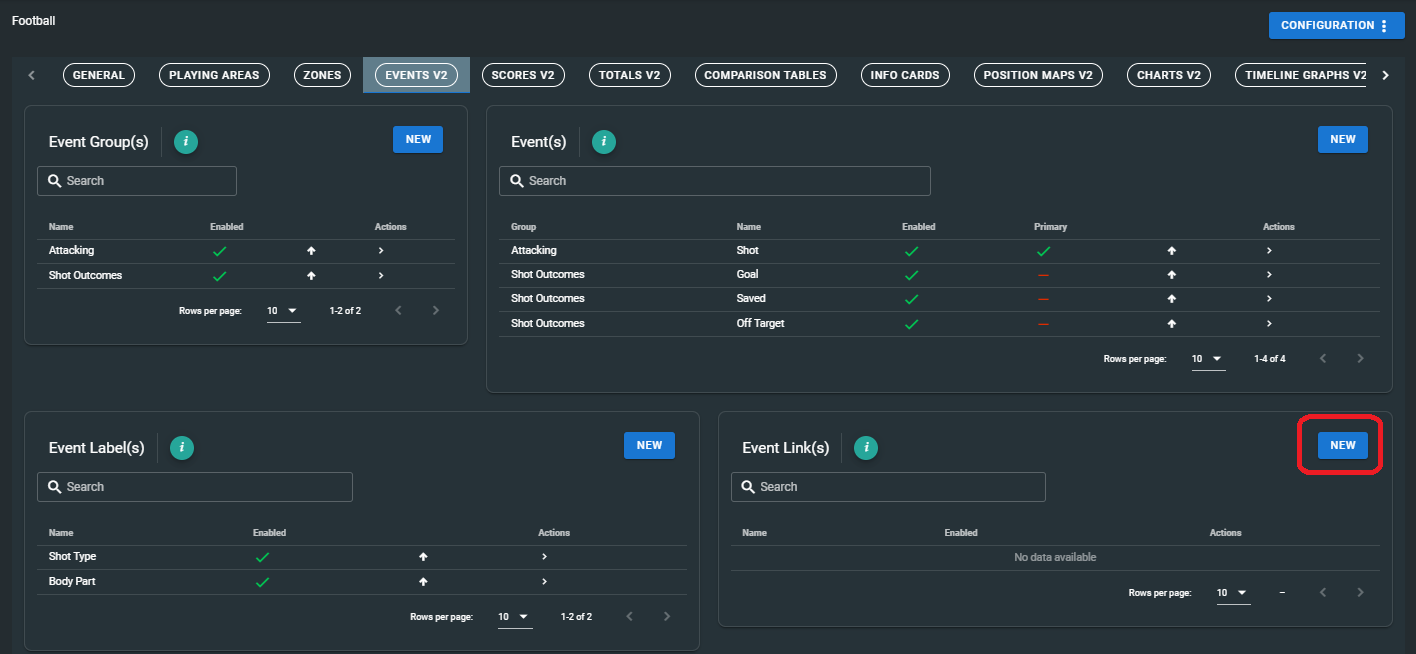 Football
CONFIGURATION
GENERAL PLAYING AREAS ZONES EVENTS V2 SCORES V2 TOTALS V2 COMPARISON TABLES INFO CARDS POSITION MAPS V2 CHARTS V2 TIMELINE GRAPHS V2
Event Group(s) i NEW
Search
Name Enabled Actions
Attacking
Shot Outcomes
Rows per page: 10 1-2 of 2
Event(s) i NEW
Search
Group Name Enabled Primary Actions
Attacking Shot
Shot Outcomes Goal
Shot Outcomes Saved
Shot Outcomes Off Target
Rows per page: 10 1-4 of 4
Event Label(s) i NEW
Search
Name Enabled Actions
Shot Type
Body Part
Rows per page: 10 1-2 of 2
Event Link(s) i NEW
Search
Name Enabled Actions
No data available
Rows per page: 10 –